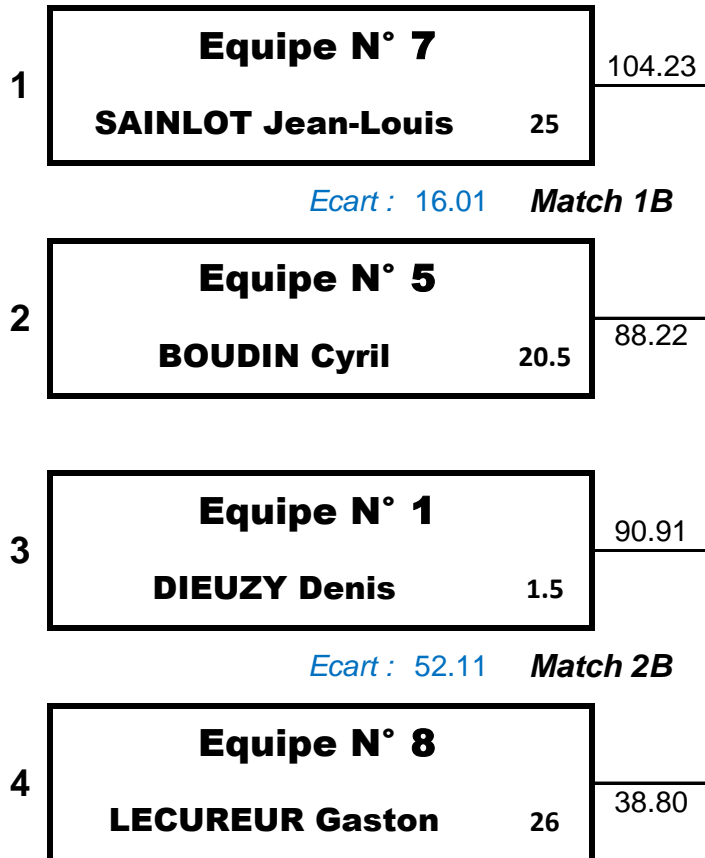 Equipe N° 7
1
104.23
SAINLOT Jean-Louis 25
Ecart : 16.01 Match 1B
Equipe N° 5
2
88.22
BOUDIN Cyril 20.5
Equipe N° 1
3
90.91
DIEUZY Denis 1.5
Ecart : 52.11 Match 2B
Equipe N° 8
4
38.80
LECUREUR Gaston 26